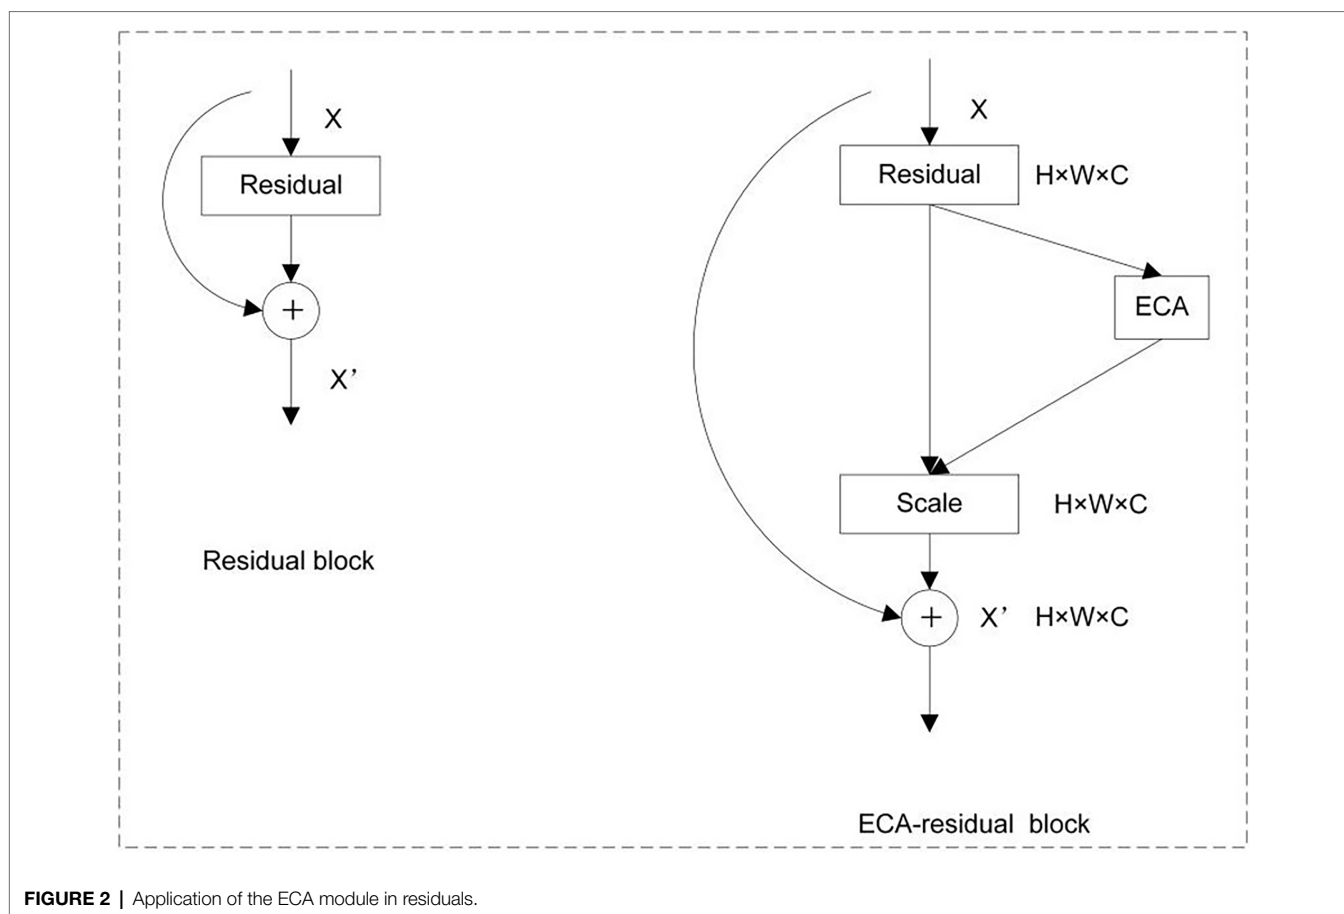 X
Residual
+
X’
Residual block
X
Residual H×W×C
ECA
Scale H×W×C
+ X’ H×W×C
ECA-residual block
FIGURE 2 | Application of the ECA module in residuals.